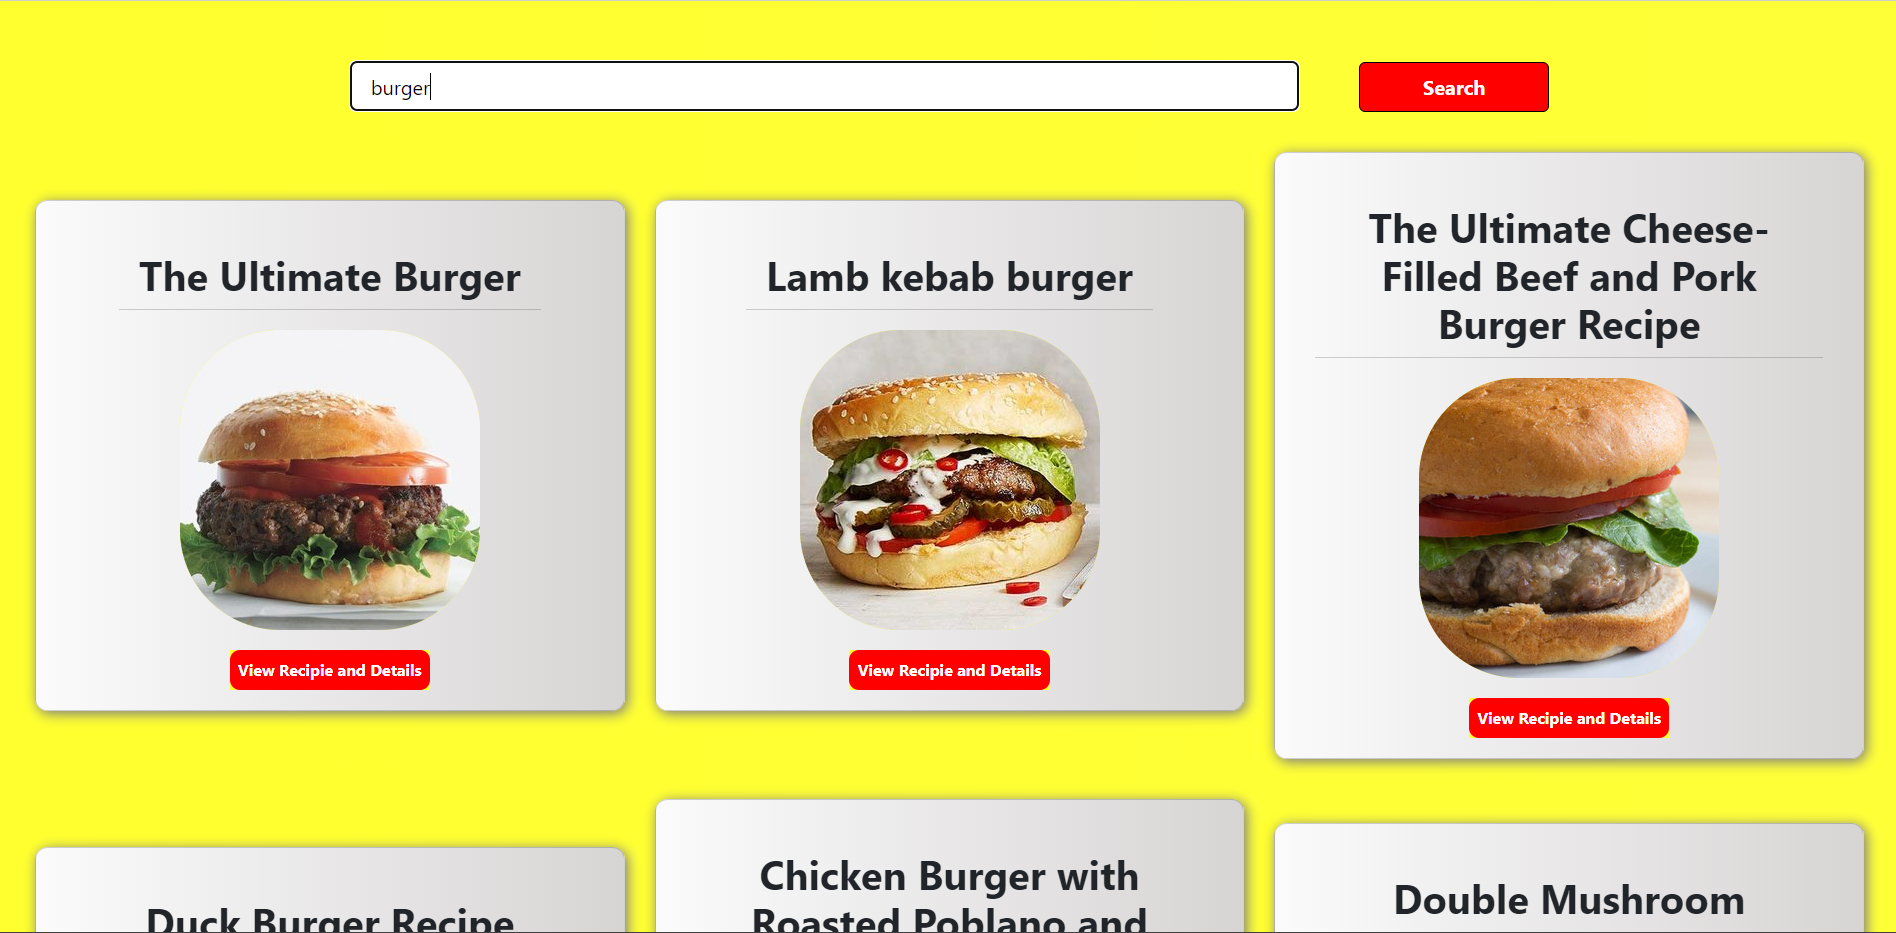 burger
Search
The Ultimate Burger
View Recipie and Details
Lamb kebab burger
View Recipie and Details
The Ultimate Cheese-
Filled Beef and Pork
Burger Recipe
View Recipie and Details
Duck Burger Recipe
Chicken Burger with
Roasted Poblano and
Double Mushroom